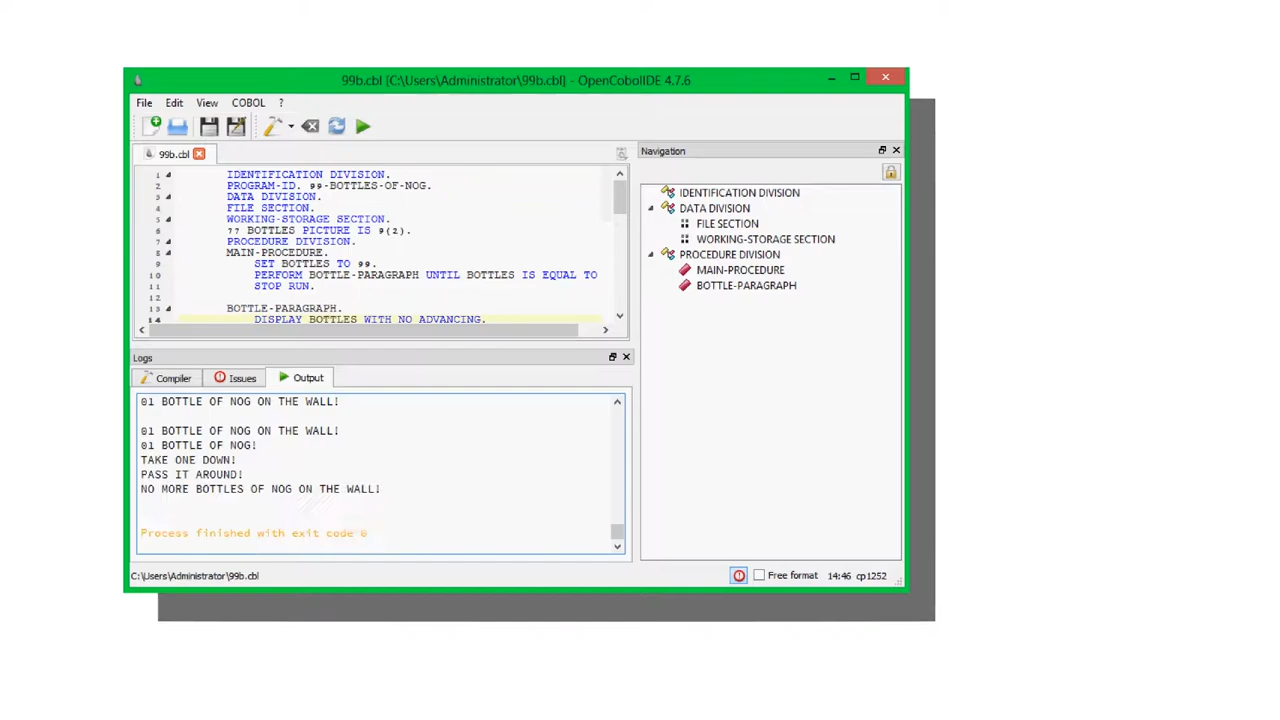 99b.cbl [C:\Users\Administrator\99b.cbl] - OpenCobolIDE 4.7.6
File Edit View COBOL ?
99b.cbl
1 IDENTIFICATION DIVISION.
2 PROGRAM-ID. 99-BOTTLES-OF-NOG.
3 DATA DIVISION.
4 FILE SECTION.
5 WORKING-STORAGE SECTION.
6 77 BOTTLES PICTURE IS 9(2).
7 PROCEDURE DIVISION.
8 MAIN-PROCEDURE.
9 SET BOTTLES TO 99.
10 PERFORM BOTTLE-PARAGRAPH UNTIL BOTTLES IS EQUAL TO
11 STOP RUN.
12
13 BOTTLE-PARAGRAPH.
14 DISPLAY BOTTLES WITH NO ADVANCING.
Logs
Compiler Issues Output
01 BOTTLE OF NOG ON THE WALL!
01 BOTTLE OF NOG ON THE WALL!
01 BOTTLE OF NOG!
TAKE ONE DOWN!
PASS IT AROUND!
NO MORE BOTTLES OF NOG ON THE WALL!
Process finished with exit code 0
Navigation
IDENTIFICATION DIVISION
DATA DIVISION
FILE SECTION
WORKING-STORAGE SECTION
PROCEDURE DIVISION
MAIN-PROCEDURE
BOTTLE-PARAGRAPH
C:\Users\Administrator\99b.cbl
Free format 14:46 cp1252